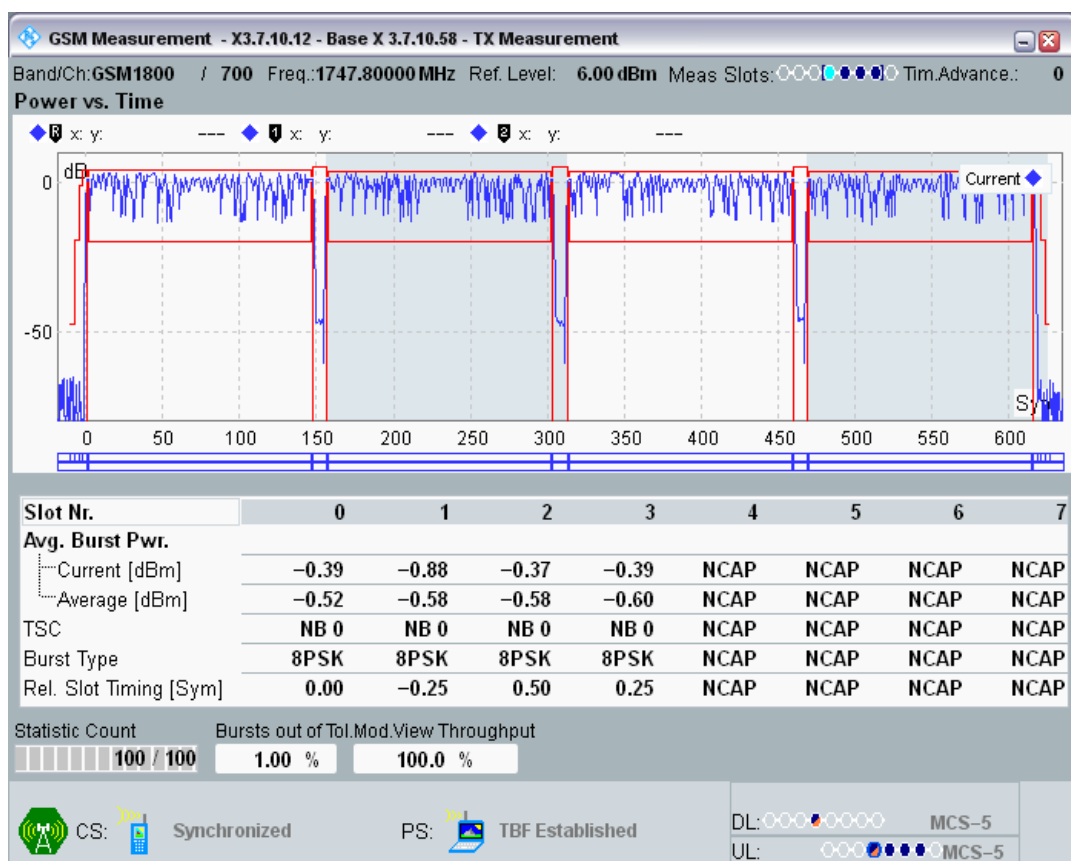 GSM Measurement - X3.7.10.12 - Base X 3.7.10.58 - TX Measurement
Band/Ch:GSM1800 / 700 Freq.:1747.80000 MHz Ref. Level: 6.00 dBm Meas Slots: Tim.Advance.: 0
Power vs. Time
R x: y: --- 1 x: y: --- 2 x: y: ---
dB
Current
0
-50
Sy
0 50 100 150 200 250 300 350 400 450 500 550 600
Slot Nr. 0 1 2 3 4 5 6 7
Avg. Burst Pwr.
Current [dBm] -0.39 -0.88 -0.37 -0.39 NCAP NCAP NCAP NCAP
Average [dBm] -0.52 -0.58 -0.58 -0.60 NCAP NCAP NCAP NCAP
TSC NB 0 NB 0 NB 0 NB 0 NCAP NCAP NCAP NCAP
Burst Type 8PSK 8PSK 8PSK 8PSK NCAP NCAP NCAP NCAP
Rel. Slot Timing [Sym] 0.00 -0.25 0.50 0.25 NCAP NCAP NCAP NCAP
Statistic Count Bursts out of Tol. Mod.View Throughput
100 / 100 1.00 % 100.0 %
CS: Synchronized PS: TBF Established
DL: MCS-5
UL: MCS-5